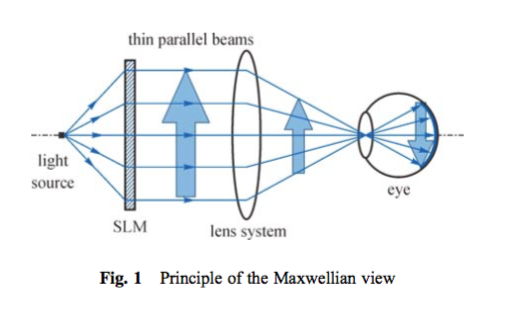 thin parallel beams
light
source
SLM
lens system
eye
Fig. 1 Principle of the Maxwellian view